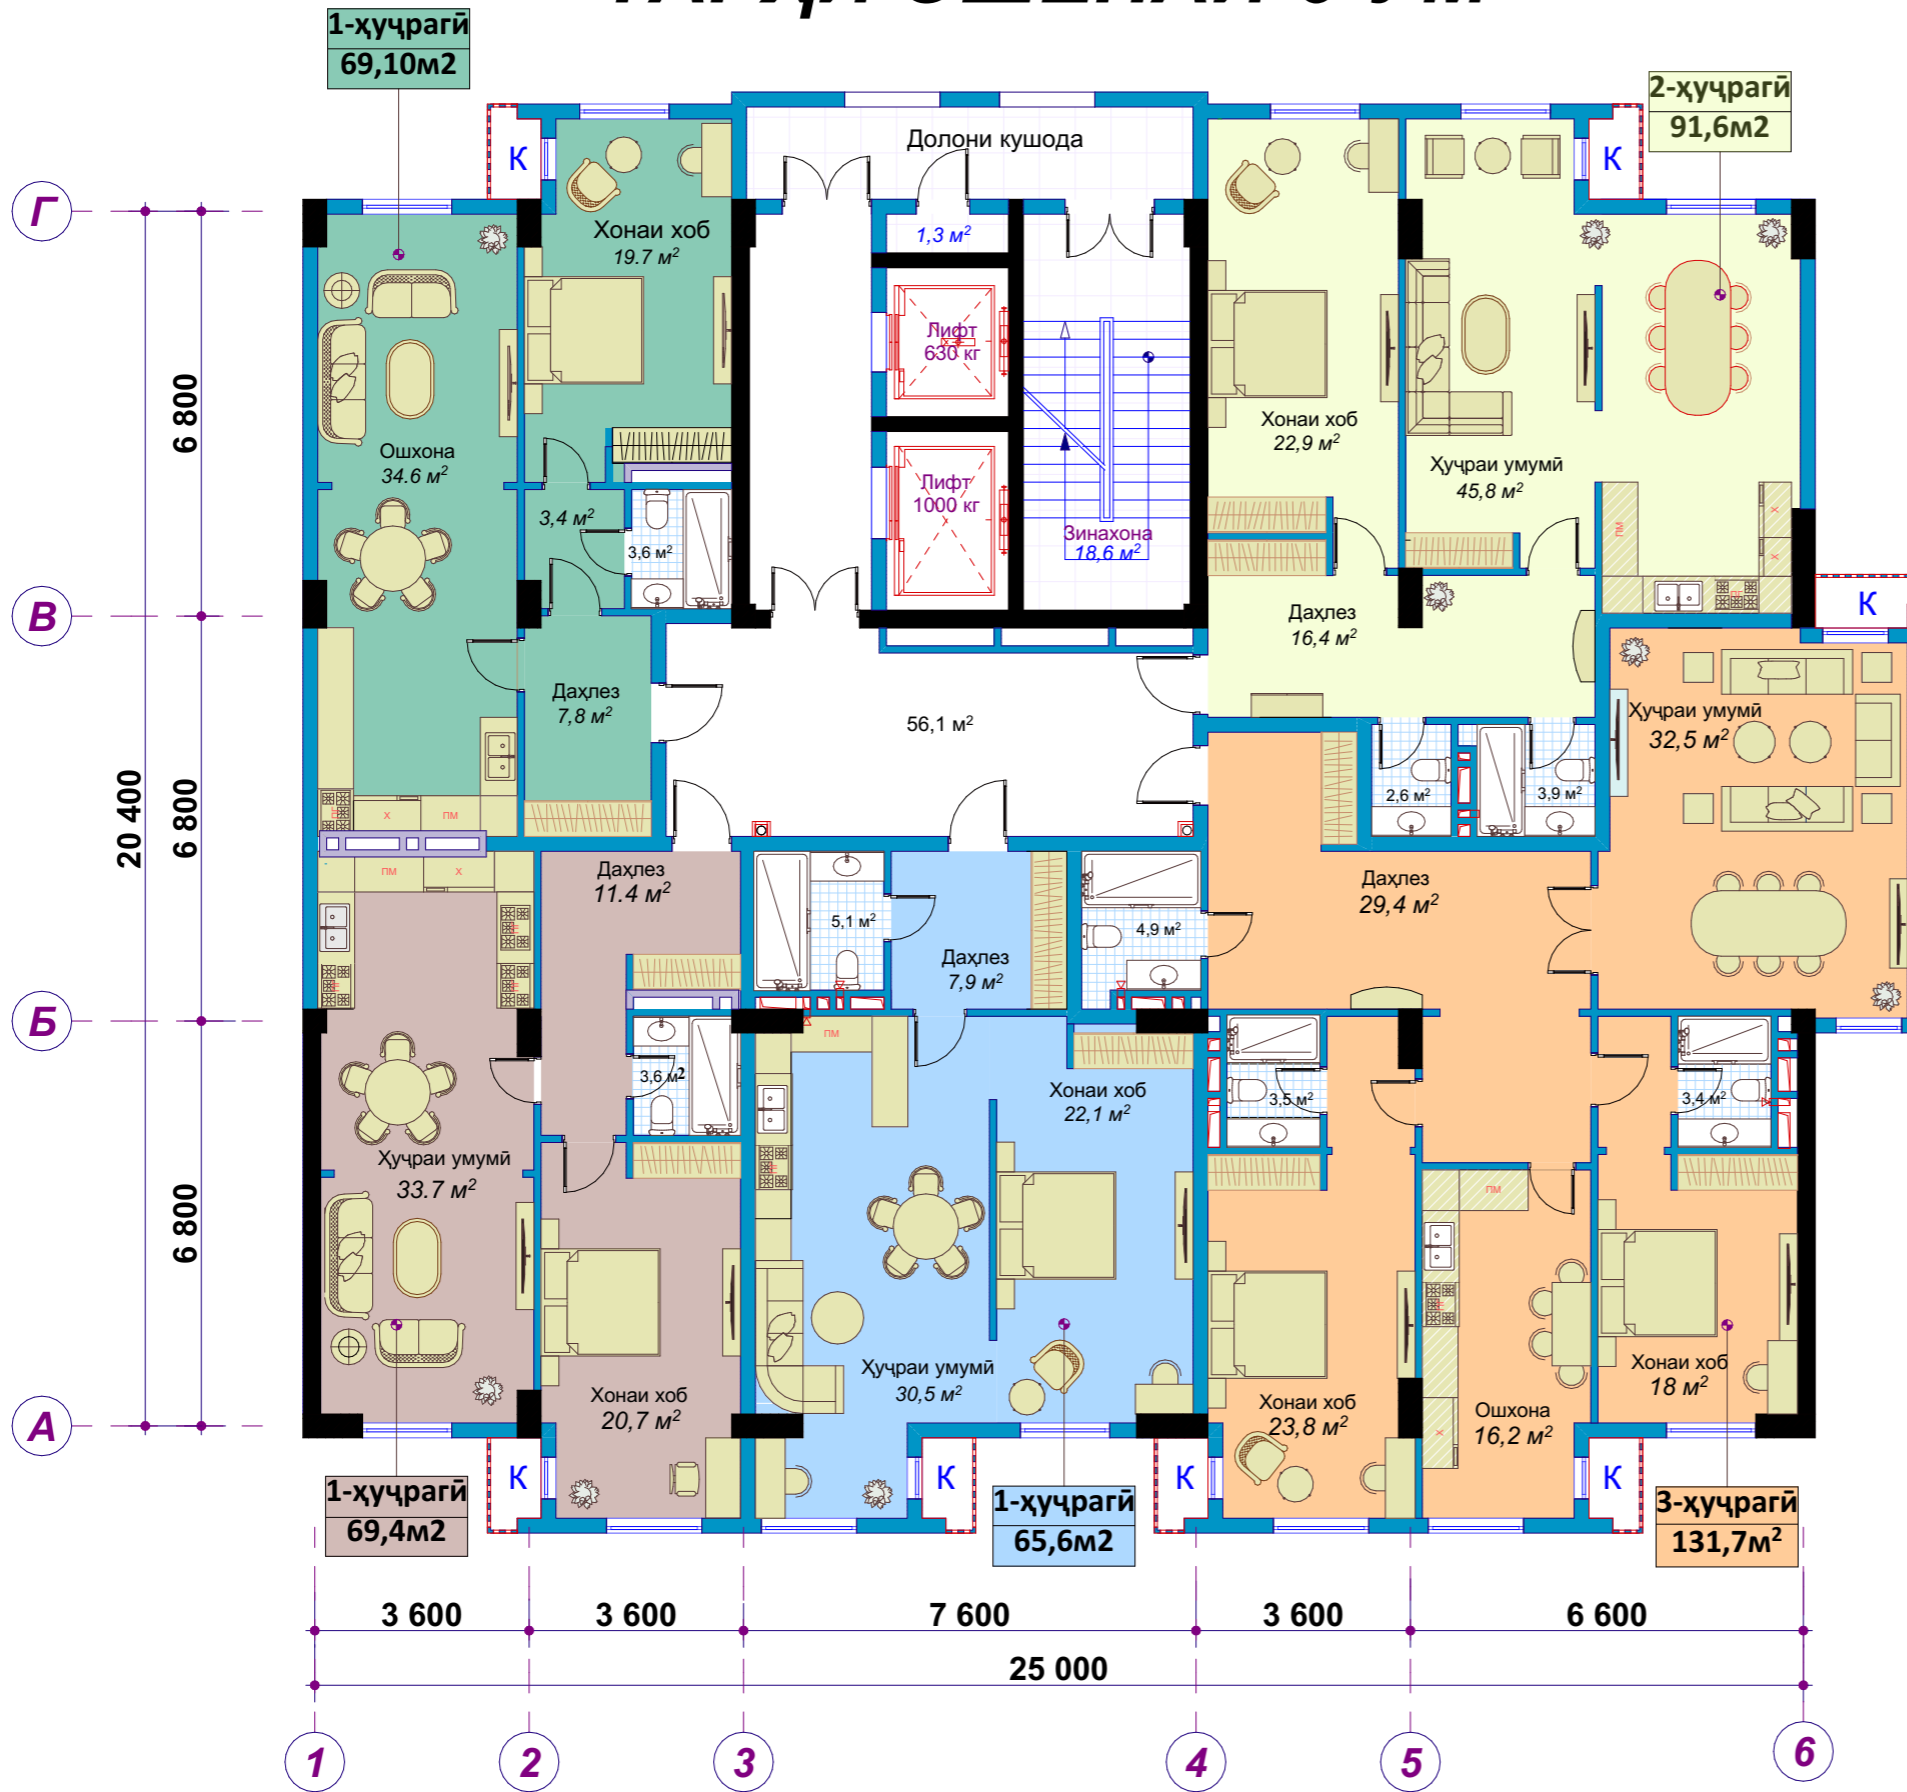 1-ҳуҷрагӣ
69,10м2
2-ҳуҷрагӣ
91,6м2
Долони кушода
К
К
Г
Хонаи хоб
19.7 м²
1,3 м²
Лифт
630 кг
Хонаи хоб
22,9 м²
Ошхона
34.6 м²
Ҳуҷраи умумӣ
45,8 м²
Лифт
1000 кг
3,4 м²
3,6 м²
Зинахона
18,6 м²
ПМ
Х
Х
В
К
Даҳлез
16,4 м²
Даҳлез
7,8 м²
56,1 м²
Ҳуҷраи умумӣ
32,5 м²
2,6 м²
3,9 м²
Х
ПМ
ПМ
Х
Даҳлез
11.4 м²
5,1 м²
4,9 м²
Даҳлез
7,9 м²
Даҳлез
29,4 м²
Б
ПМ
3,6 м²
Хонаи хоб
22,1 м²
3,5 м²
3,4 м²
Ҳуҷраи умумӣ
33.7 м²
ПМ
Ҳуҷраи умумӣ
30,5 м²
Хонаи хоб
20,7 м²
Хонаи хоб
23,8 м²
Ошхона
16,2 м²
Хонаи хоб
18 м²
Х
А
К
К
К
К
1-ҳуҷрагӣ
69,4м2
1-ҳуҷрагӣ
65,6м2
3-ҳуҷрагӣ
131,7м²
6 800
6 800
6 800
20 400
3 600
3 600
7 600
3 600
6 600
25 000
1
2
3
4
5
6